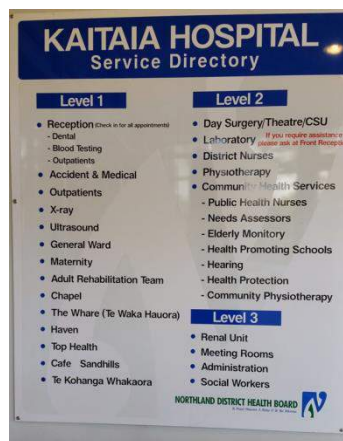 KAITAIA HOSPITAL
Service Directory
Level 1
• Reception (Check in for all appointments)
- Dental
- Blood Testing
- Outpatients
• Accident & Medical
• Outpatients
• X-ray
• Ultrasound
• General Ward
• Maternity
• Adult Rehabilitation Team
• Chapel
• The Whare (Te Waka Hauora)
• Haven
• Top Health
• Cafe Sandhills
• Te Kohanga Whakaora
Level 2
• Day Surgery/Theatre/CSU
• Laboratory
If you require assistance
please ask at Front Reception
• District Nurses
• Physiotherapy
• Community Health Services
- Public Health Nurses
- Needs Assessors
- Elderly Monitory
- Health Promoting Schools
- Hearing
- Health Protection
- Community Physiotherapy
Level 3
• Renal Unit
• Meeting Rooms
• Administration
• Social Workers
NORTHLAND DISTRICT HEALTH BOARD